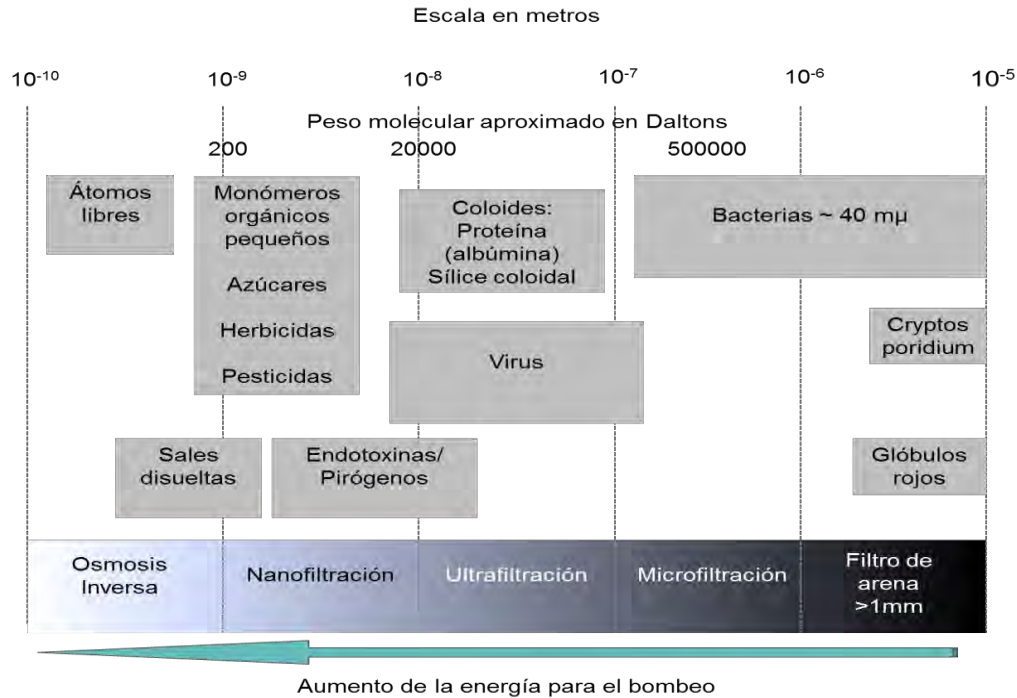 Escala en metros
10⁻¹⁰ 10⁻⁹ 10⁻⁸ 10⁻⁷ 10⁻⁶ 10⁻⁵
Peso molecular aproximado en Daltons
200 20000 500000
Átomos
libres
Monómeros
orgánicos
pequeños
Azúcares
Herbicidas
Pesticidas
Coloides:
Proteína
(albúmina)
Sílice coloidal
Bacterias ~ 40 mµ
Virus
Cryptos
poridium
Sales
disueltas
Endotoxinas/
Pirógenos
Glóbulos
rojos
Osmosis
Inversa
Nanofiltración
Ultrafiltración
Microfiltración
Filtro de
arena
>1mm
Aumento de la energía para el bombeo